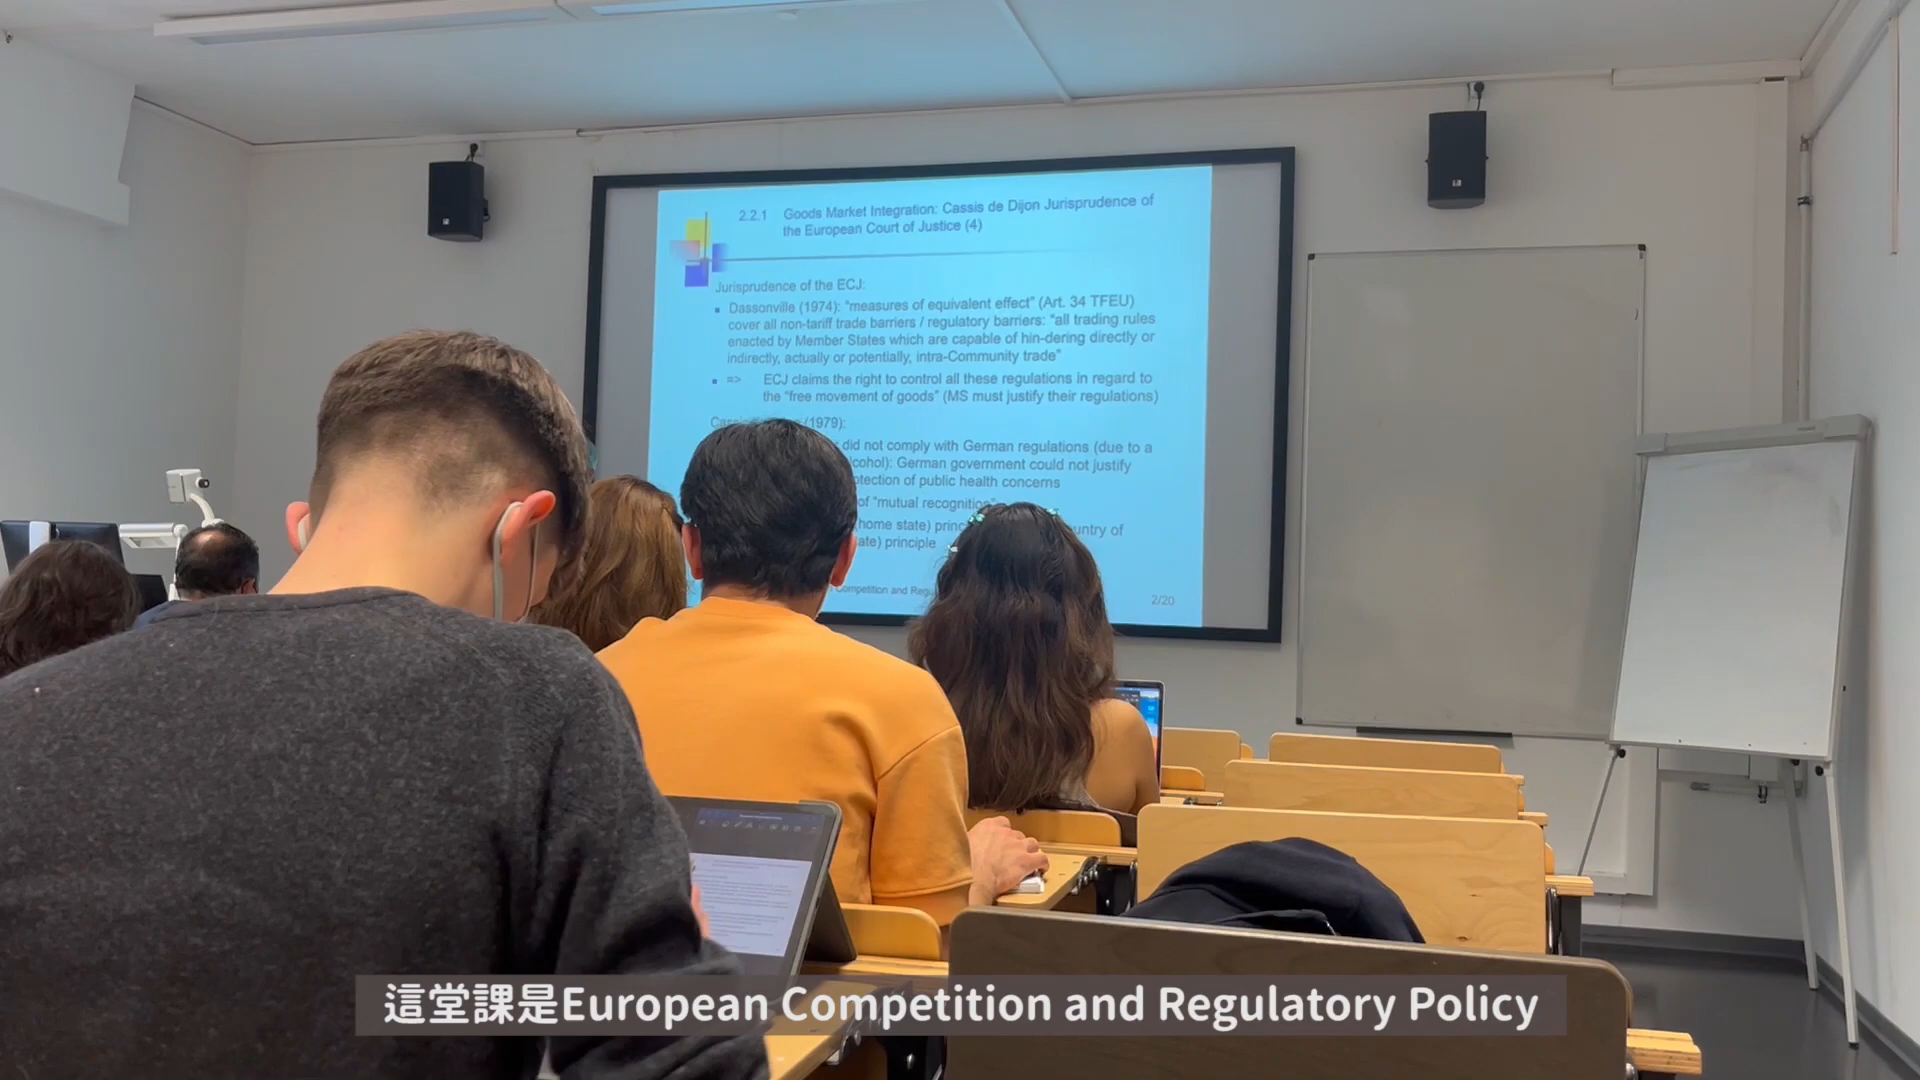 2.2.1 Goods Market Integration: Cassis de Dijon Jurisprudence of
the European Court of Justice (4)
Jurisprudence of the ECJ:
Dassonville (1974): “measures of equivalent effect” (Art. 34 TFEU)
cover all non-tariff trade barriers / regulatory barriers: “all trading rules
enacted by Member States which are capable of hin-dering directly or
indirectly, actually or potentially, intra-Community trade”
=> ECJ claims the right to control all these regulations in regard to
the “free movement of goods” (MS must justify their regulations)
(1979):
did not comply with German regulations (due to a
German government could not justify
of public health concerns
of “mutual recognition”
(home state)
of
principle
Competition and
2/20
這堂課是European Competition and Regulatory Policy